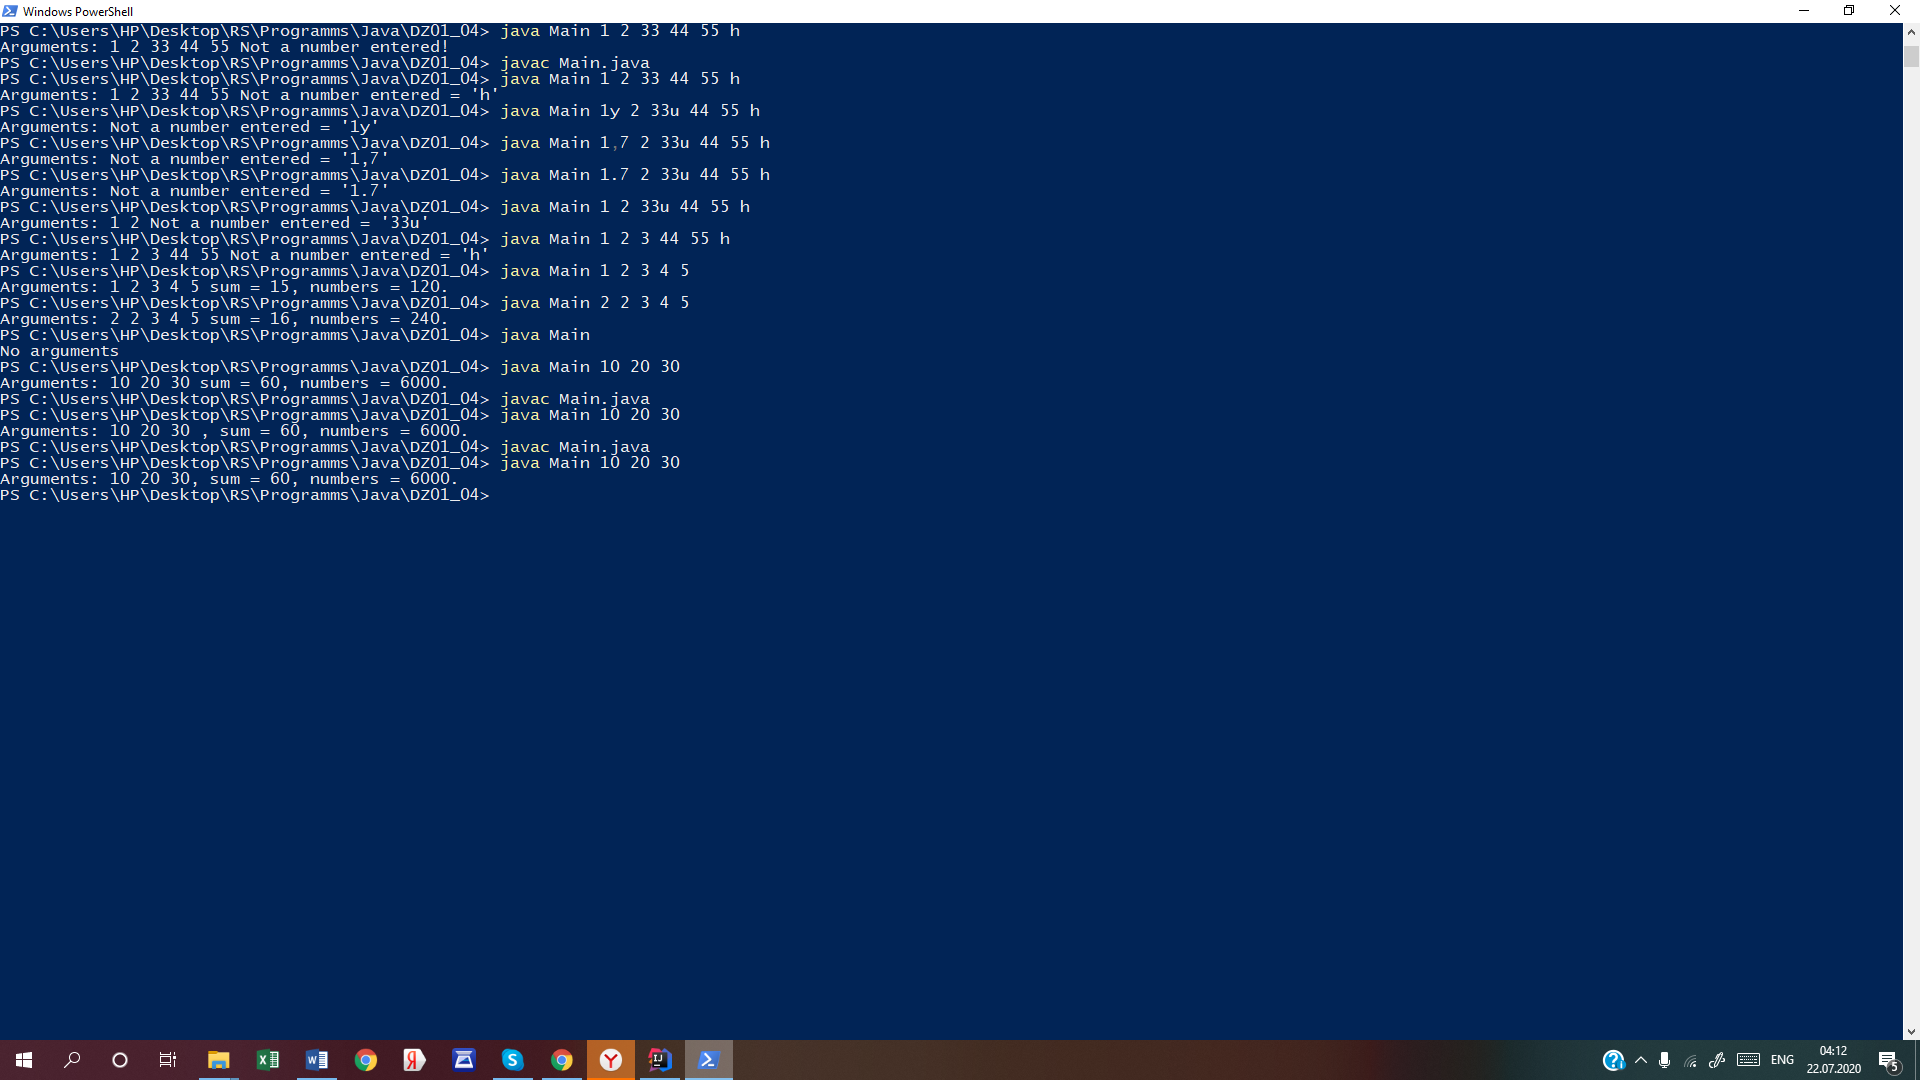 Windows PowerShell
PS C:\Users\HP\Desktop\RS\Programms\Java\DZ01_04> java Main 1 2 33 44 55 h
Arguments: 1 2 33 44 55 Not a number entered!
PS C:\Users\HP\Desktop\RS\Programms\Java\DZ01_04> javac Main.java
PS C:\Users\HP\Desktop\RS\Programms\Java\DZ01_04> java Main 1 2 33 44 55 h
Arguments: 1 2 33 44 55 Not a number entered = 'h'
PS C:\Users\HP\Desktop\RS\Programms\Java\DZ01_04> java Main 1y 2 33u 44 55 h
Arguments: Not a number entered = '1y'
PS C:\Users\HP\Desktop\RS\Programms\Java\DZ01_04> java Main 1,7 2 33u 44 55 h
Arguments: Not a number entered = '1,7'
PS C:\Users\HP\Desktop\RS\Programms\Java\DZ01_04> java Main 1.7 2 33u 44 55 h
Arguments: Not a number entered = '1.7'
PS C:\Users\HP\Desktop\RS\Programms\Java\DZ01_04> java Main 1 2 33u 44 55 h
Arguments: 1 2 Not a number entered = '33u'
PS C:\Users\HP\Desktop\RS\Programms\Java\DZ01_04> java Main 1 2 3 44 55 h
Arguments: 1 2 3 44 55 Not a number entered = 'h'
PS C:\Users\HP\Desktop\RS\Programms\Java\DZ01_04> java Main 1 2 3 4 5
Arguments: 1 2 3 4 5 sum = 15, numbers = 120.
PS C:\Users\HP\Desktop\RS\Programms\Java\DZ01_04> java Main 2 2 3 4 5
Arguments: 2 2 3 4 5 sum = 16, numbers = 240.
PS C:\Users\HP\Desktop\RS\Programms\Java\DZ01_04> java Main
No arguments
PS C:\Users\HP\Desktop\RS\Programms\Java\DZ01_04> java Main 10 20 30
Arguments: 10 20 30 sum = 60, numbers = 6000.
PS C:\Users\HP\Desktop\RS\Programms\Java\DZ01_04> javac Main.java
PS C:\Users\HP\Desktop\RS\Programms\Java\DZ01_04> java Main 10 20 30
Arguments: 10 20 30 , sum = 60, numbers = 6000.
PS C:\Users\HP\Desktop\RS\Programms\Java\DZ01_04> javac Main.java
PS C:\Users\HP\Desktop\RS\Programms\Java\DZ01_04> java Main 10 20 30
Arguments: 10 20 30, sum = 60, numbers = 6000.
PS C:\Users\HP\Desktop\RS\Programms\Java\DZ01_04>
ENG
04:12
22.07.2020
5